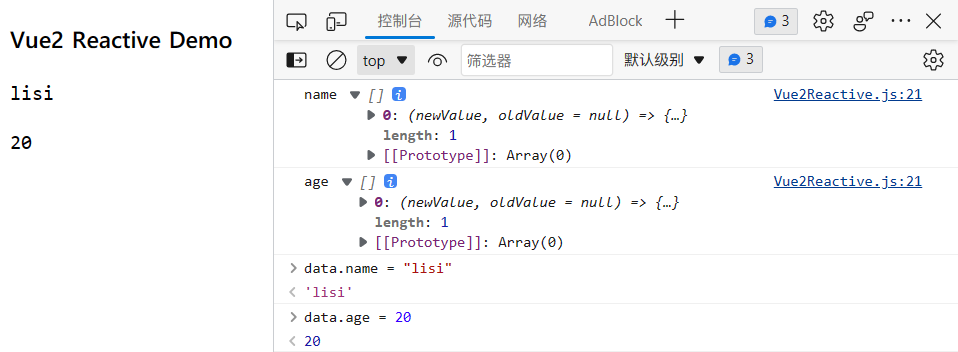 Vue2 Reactive Demo
lisi
20
控制台 源代码 网络 AdBlock 3
top 筛选器 默认级别 3
name [] i Vue2Reactive.js:21
0: (newValue, oldValue = null) => {…}
length: 1
[[Prototype]]: Array(0)
age [] i Vue2Reactive.js:21
0: (newValue, oldValue = null) => {…}
length: 1
[[Prototype]]: Array(0)
data.name = "lisi"
'lisi'
data.age = 20
20